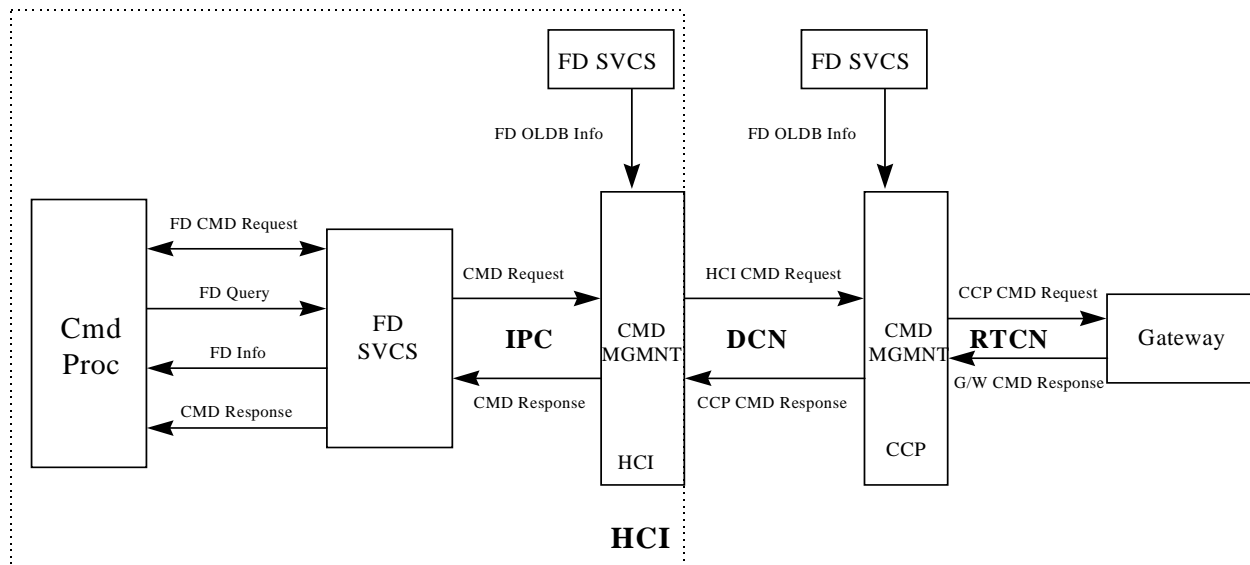 FD SVCS
FD SVCS
FD OLDB Info
FD OLDB Info
FD CMD Request
FD Query
FD Info
CMD Response
Cmd
Proc
FD
SVCS
CMD Request
IPC
CMD Response
CMD
MGMNT
HCI
HCI CMD Request
DCN
CCP CMD Response
CMD
MGMNT
CCP
CCP CMD Request
RTCN
G/W CMD Response
Gateway
HCI